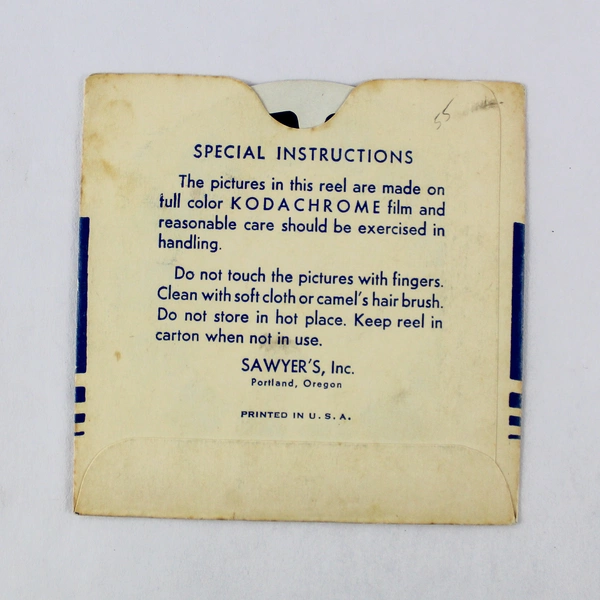 55
SPECIAL INSTRUCTIONS
The pictures in this reel are made on
full color KODACHROME film and
reasonable care should be exercised in
handling.
Do not touch the pictures with fingers.
Clean with soft cloth or camel's hair brush.
Do not store in hot place. Keep reel in
carton when not in use.
SAWYER'S, Inc.
Portland, Oregon
PRINTED IN U. S. A.